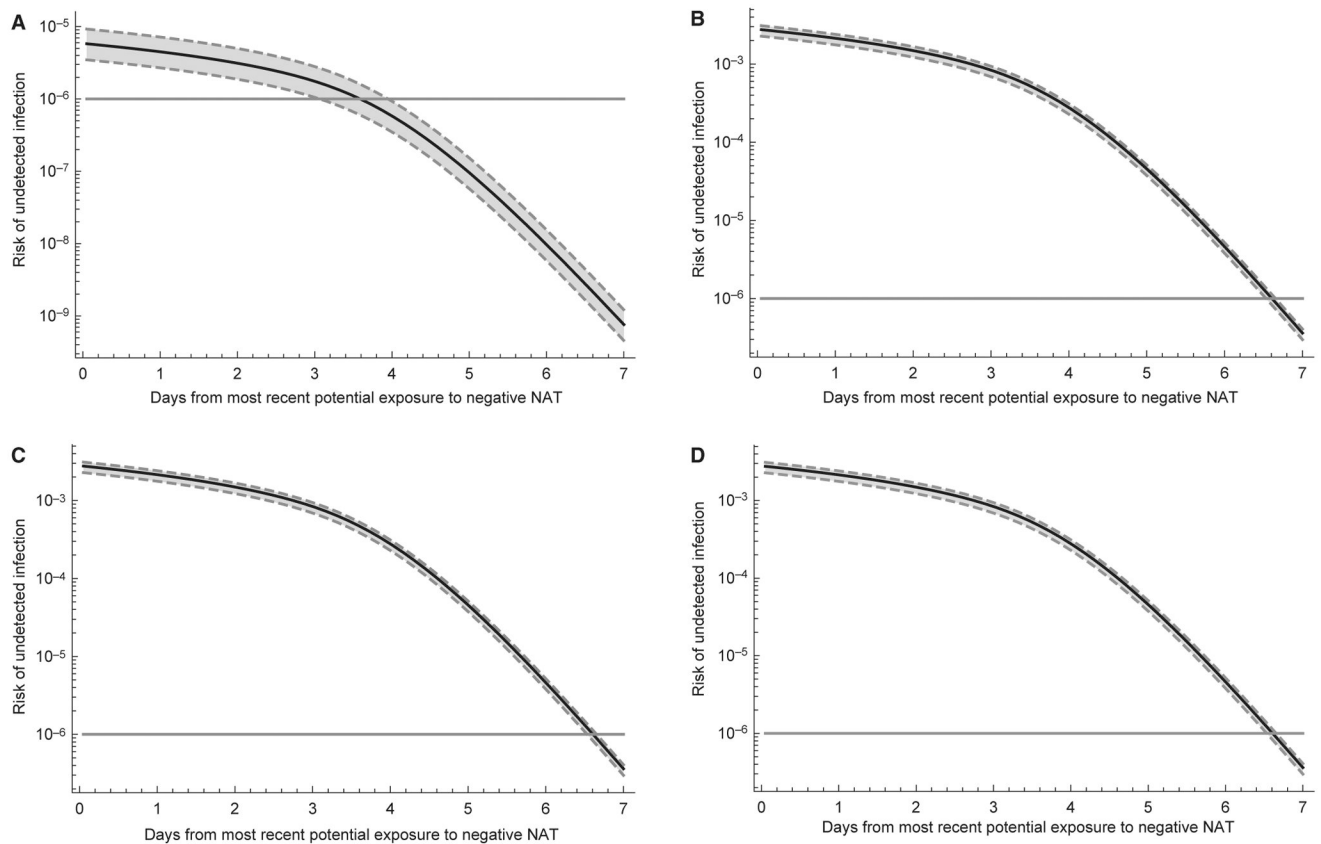 A
10⁻⁵
10⁻⁶
10⁻⁷
10⁻⁸
10⁻⁹
Risk of undetected infection
0 1 2 3 4 5 6 7
Days from most recent potential exposure to negative NAT
B
10⁻³
10⁻⁴
10⁻⁵
10⁻⁶
Risk of undetected infection
0 1 2 3 4 5 6 7
Days from most recent potential exposure to negative NAT
C
10⁻³
10⁻⁴
10⁻⁵
10⁻⁶
Risk of undetected infection
0 1 2 3 4 5 6 7
Days from most recent potential exposure to negative NAT
D
10⁻³
10⁻⁴
10⁻⁵
10⁻⁶
Risk of undetected infection
0 1 2 3 4 5 6 7
Days from most recent potential exposure to negative NAT